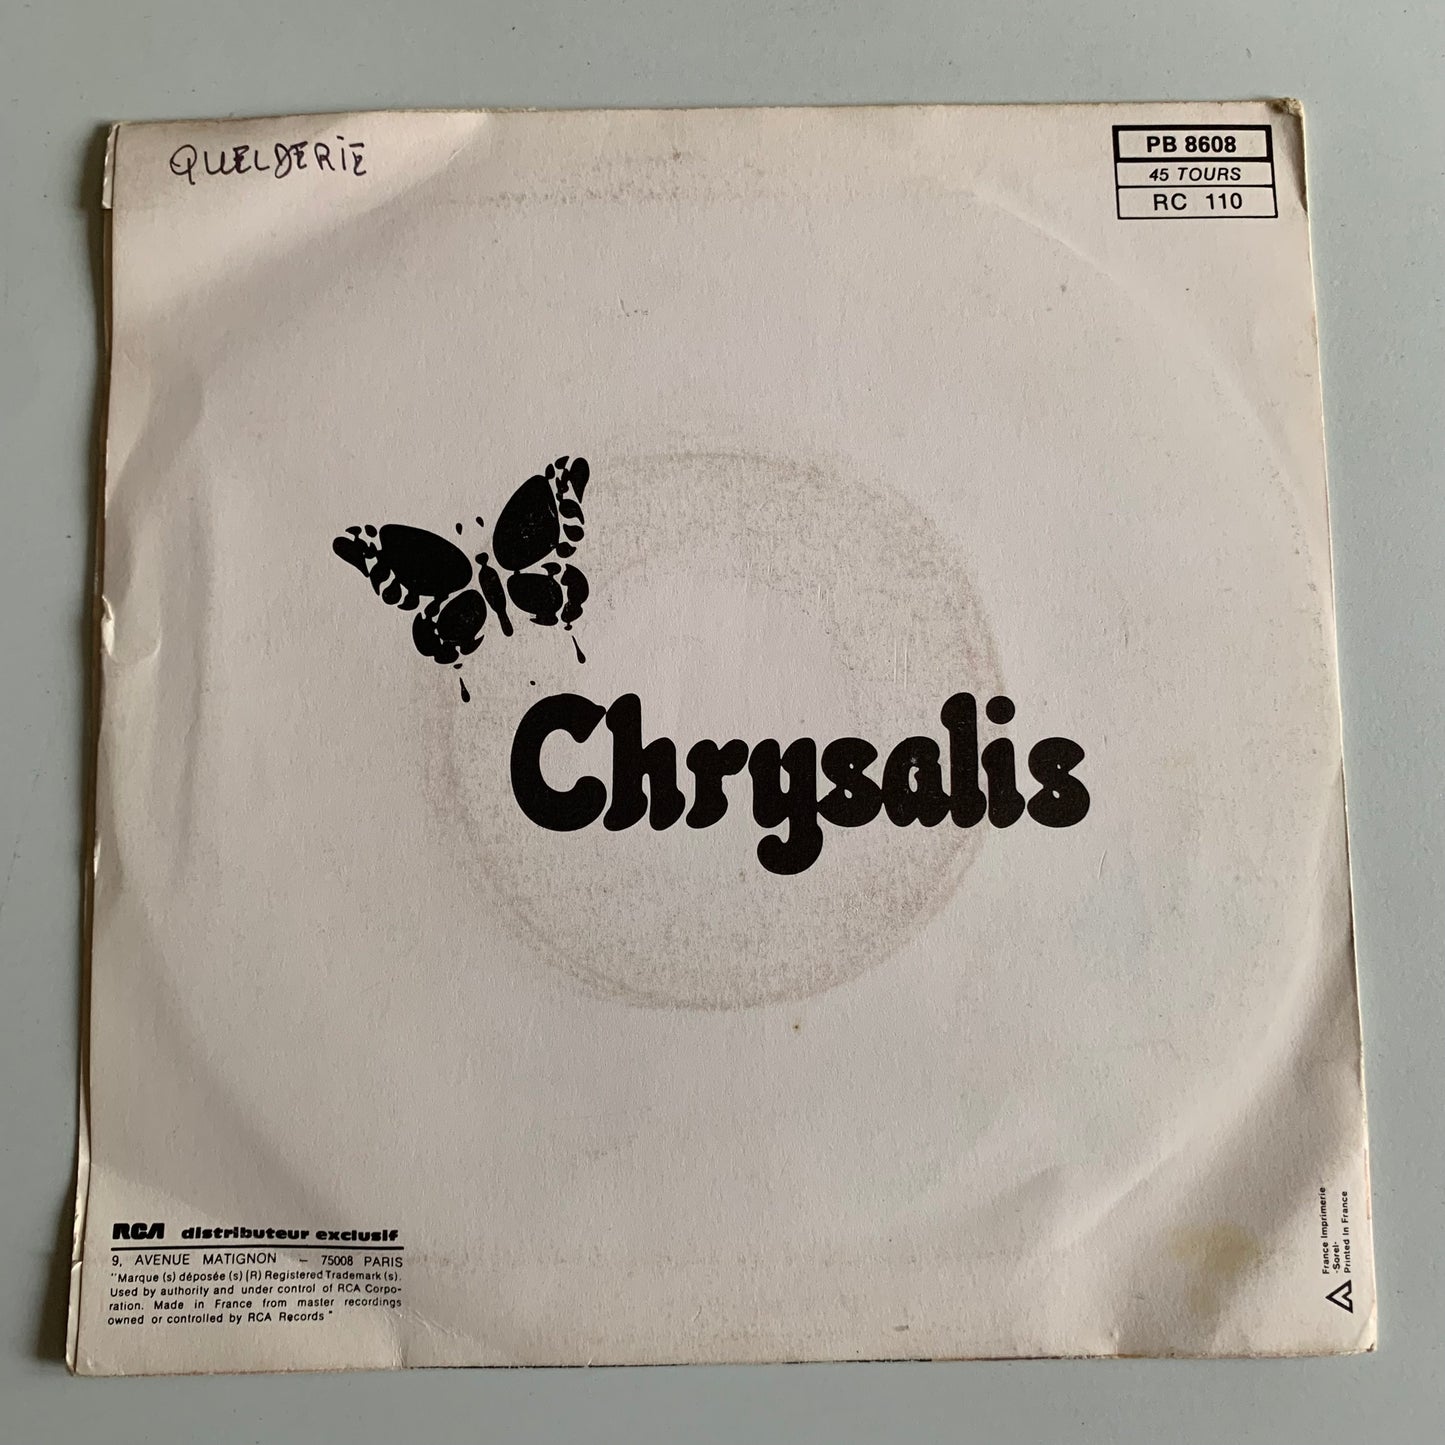 QUELDERIE
PB 8608
45 TOURS
RC 110
Chrysalis
RCA distributeur exclusif
9, AVENUE MATIGNON – 75008 PARIS
"Marque (s) déposée (s) (R) Registered Trademark (s).
Used by authority and under control of RCA Corpo-
ration. Made in France from master recordings
owned or controlled by RCA Records"
France Imprimerie
-Sorel-
Printed in France